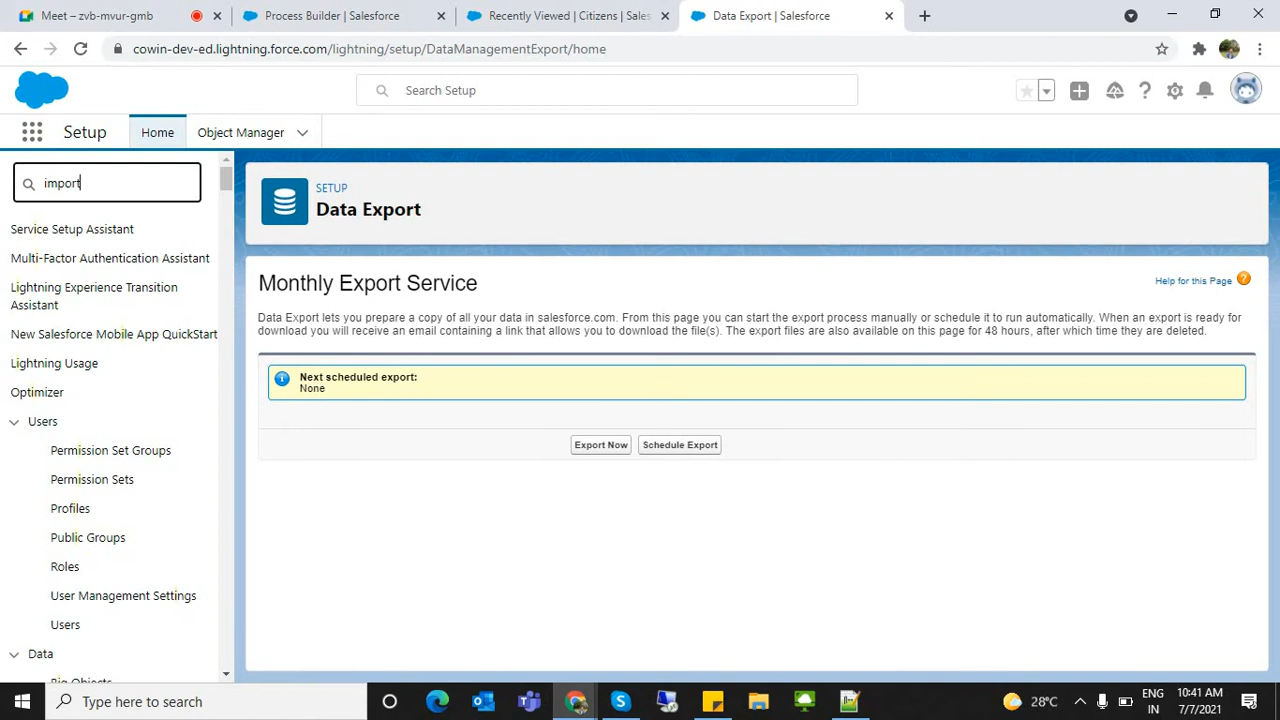 Meet – zvb-mvur-gmb
Process Builder | Salesforce
Recently Viewed | Citizens | Sales
Data Export | Salesforce
cowin-dev-ed.lightning.force.com/lightning/setup/DataManagementExport/home
Search Setup
Setup
Home
Object Manager
import
Service Setup Assistant
Multi-Factor Authentication Assistant
Lightning Experience Transition
Assistant
New Salesforce Mobile App QuickStart
Lightning Usage
Optimizer
Users
Permission Set Groups
Permission Sets
Profiles
Public Groups
Roles
User Management Settings
Users
Data
Big Objects
SETUP
Data Export
Monthly Export Service
Help for this Page
Data Export lets you prepare a copy of all your data in salesforce.com. From this page you can start the export process manually or schedule it to run automatically. When an export is ready for
download you will receive an email containing a link that allows you to download the file(s). The export files are also available on this page for 48 hours, after which time they are deleted.
Next scheduled export:
None
Export Now
Schedule Export
Type here to search
28°C
ENG
IN
10:41 AM
7/7/2021